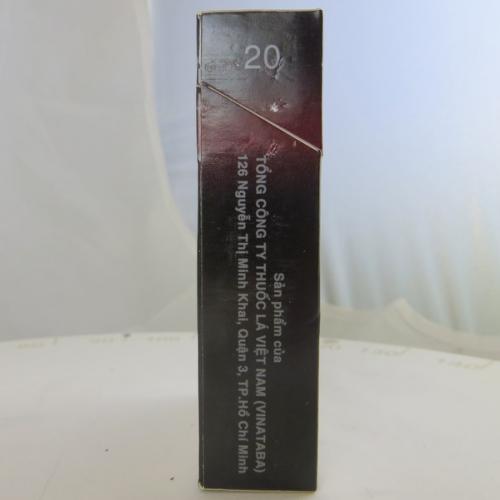 20
Sản phẩm của
TỔNG CÔNG TY THUỐC LÁ VIỆT NAM (VINATABA)
126 Nguyễn Thị Minh Khai, Quận 3, TP.Hồ Chí Minh